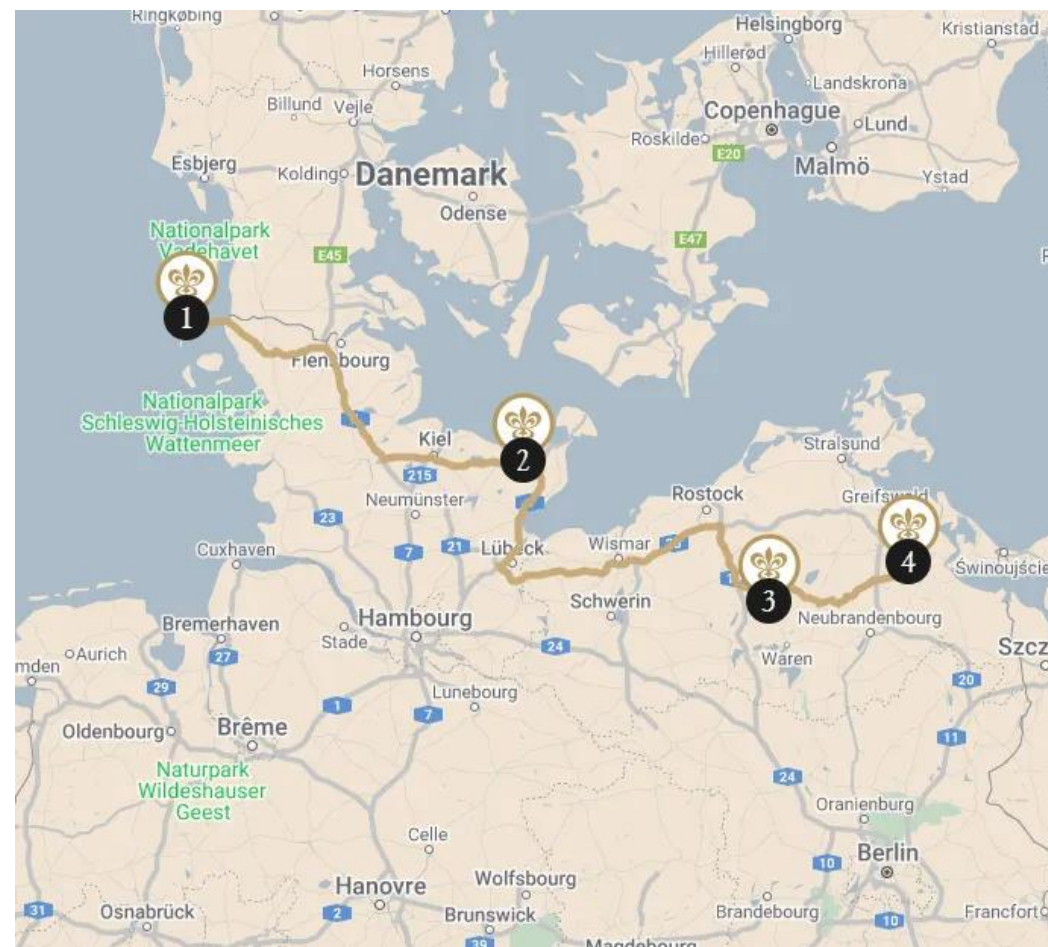 Ringkøbing
Helsingborg
Kristianstad
Hillerød
Horsens
Landskrona
Billund
Vejle
Copenhague
Lund
Roskilde
E20
Malmö
Esbjerg
Kolding
Danemark
Ystad
Odense
Nationalpark
Vadehavet
E45
E47
1
Flensbourg
Nationalpark
Schleswig-Holsteinisches
Wattenmeer
Kiel
2
Stralsund
215
Neumünster
Rostock
Greifswald
23
Cuxhaven
7
21
Lübeck
Wismar
4
Świnoujście
3
Schwerin
Neubrandenbourg
Bremerhaven
Hambourg
Stade
24
Waren
Szcz
Aurich
mden
27
29
Lunebourg
20
1
7
Oldenbourg
Brême
11
Naturpark
Wildeshauser
Geest
24
Oranienburg
Celle
10
Berlin
Hanovre
Wolfsbourg
31
Osnabrück
2
Brunswick
Brandebourg
10
Francfort
39
Magdebourg